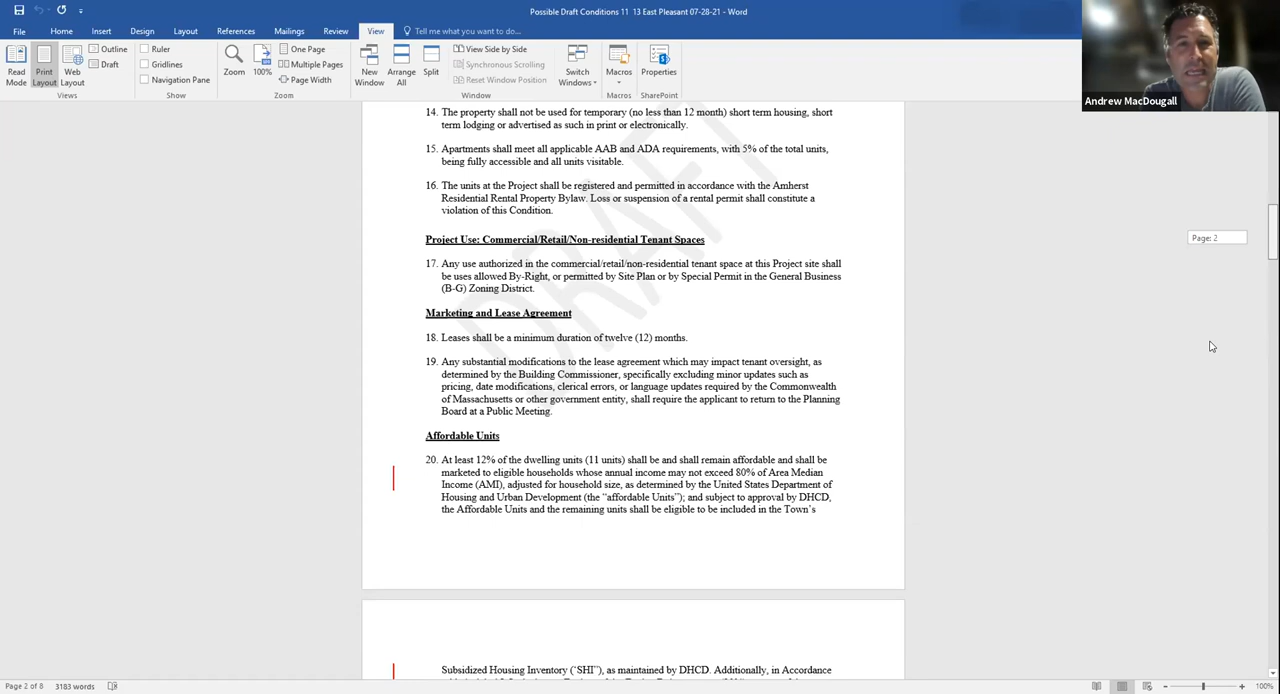 Possible Draft Conditions 11 13 East Pleasant 07-28-21 - Word
File Home Insert Design Layout References Mailings Review View Tell me what you want to do...
Read Mode
Print Layout
Web Layout
Outline
Draft
Views
Ruler
Gridlines
Navigation Pane
Show
Zoom
100%
One Page
Multiple Pages
Page Width
Zoom
New Window
Arrange All
Split
View Side by Side
Synchronous Scrolling
Reset Window Position
Switch Windows
Window
Macros
Macros
Properties
SharePoint
Andrew MacDougall
14. The property shall not be used for temporary (no less than 12 month) short term housing, short
term lodging or advertised as such in print or electronically.
15. Apartments shall meet all applicable AAB and ADA requirements, with 5% of the total units,
being fully accessible and all units visitable.
16. The units at the Project shall be registered and permitted in accordance with the Amherst
Residential Rental Property Bylaw. Loss or suspension of a rental permit shall constitute a
violation of this Condition.
Project Use: Commercial/Retail/Non-residential Tenant Spaces
17. Any use authorized in the commercial/retail/non-residential tenant space at this Project site shall
be uses allowed By-Right, or permitted by Site Plan or by Special Permit in the General Business
(B-G) Zoning District.
Marketing and Lease Agreement
18. Leases shall be a minimum duration of twelve (12) months.
19. Any substantial modifications to the lease agreement which may impact tenant oversight, as
determined by the Building Commissioner, specifically excluding minor updates such as
pricing, date modifications, clerical errors, or language updates required by the Commonwealth
of Massachusetts or other government entity, shall require the applicant to return to the Planning
Board at a Public Meeting.
Affordable Units
20. At least 12% of the dwelling units (11 units) shall be and shall remain affordable and shall be
marketed to eligible households whose annual income may not exceed 80% of Area Median
Income (AMI), adjusted for household size, as determined by the United States Department of
Housing and Urban Development (the “affordable Units”); and subject to approval by DHCD,
the Affordable Units and the remaining units shall be eligible to be included in the Town’s
DRAFT
Subsidized Housing Inventory (‘SHI”), as maintained by DHCD. Additionally, in Accordance
Page: 2
Page 2 of 8 3183 words
100%